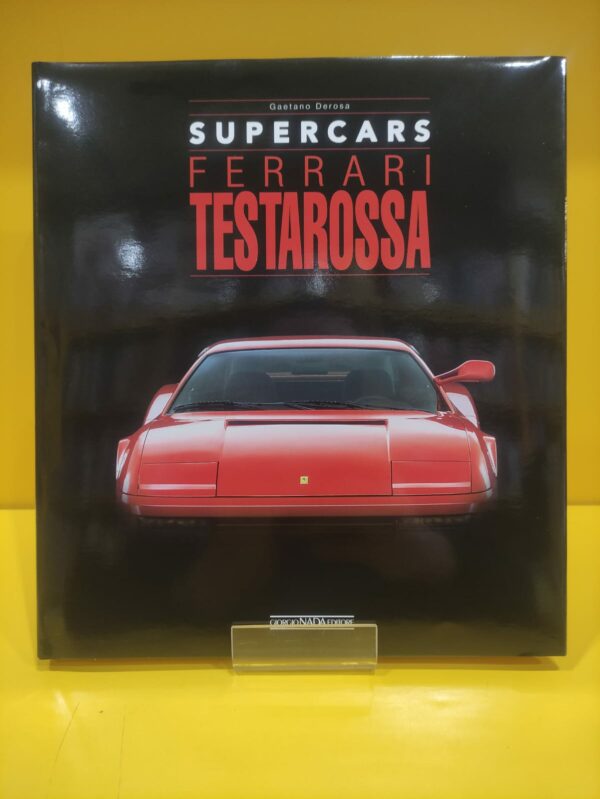 Gaetano Derosa
SUPERCARS
FERRARI
TESTAROSSA
GIORGIO NADA EDITORE